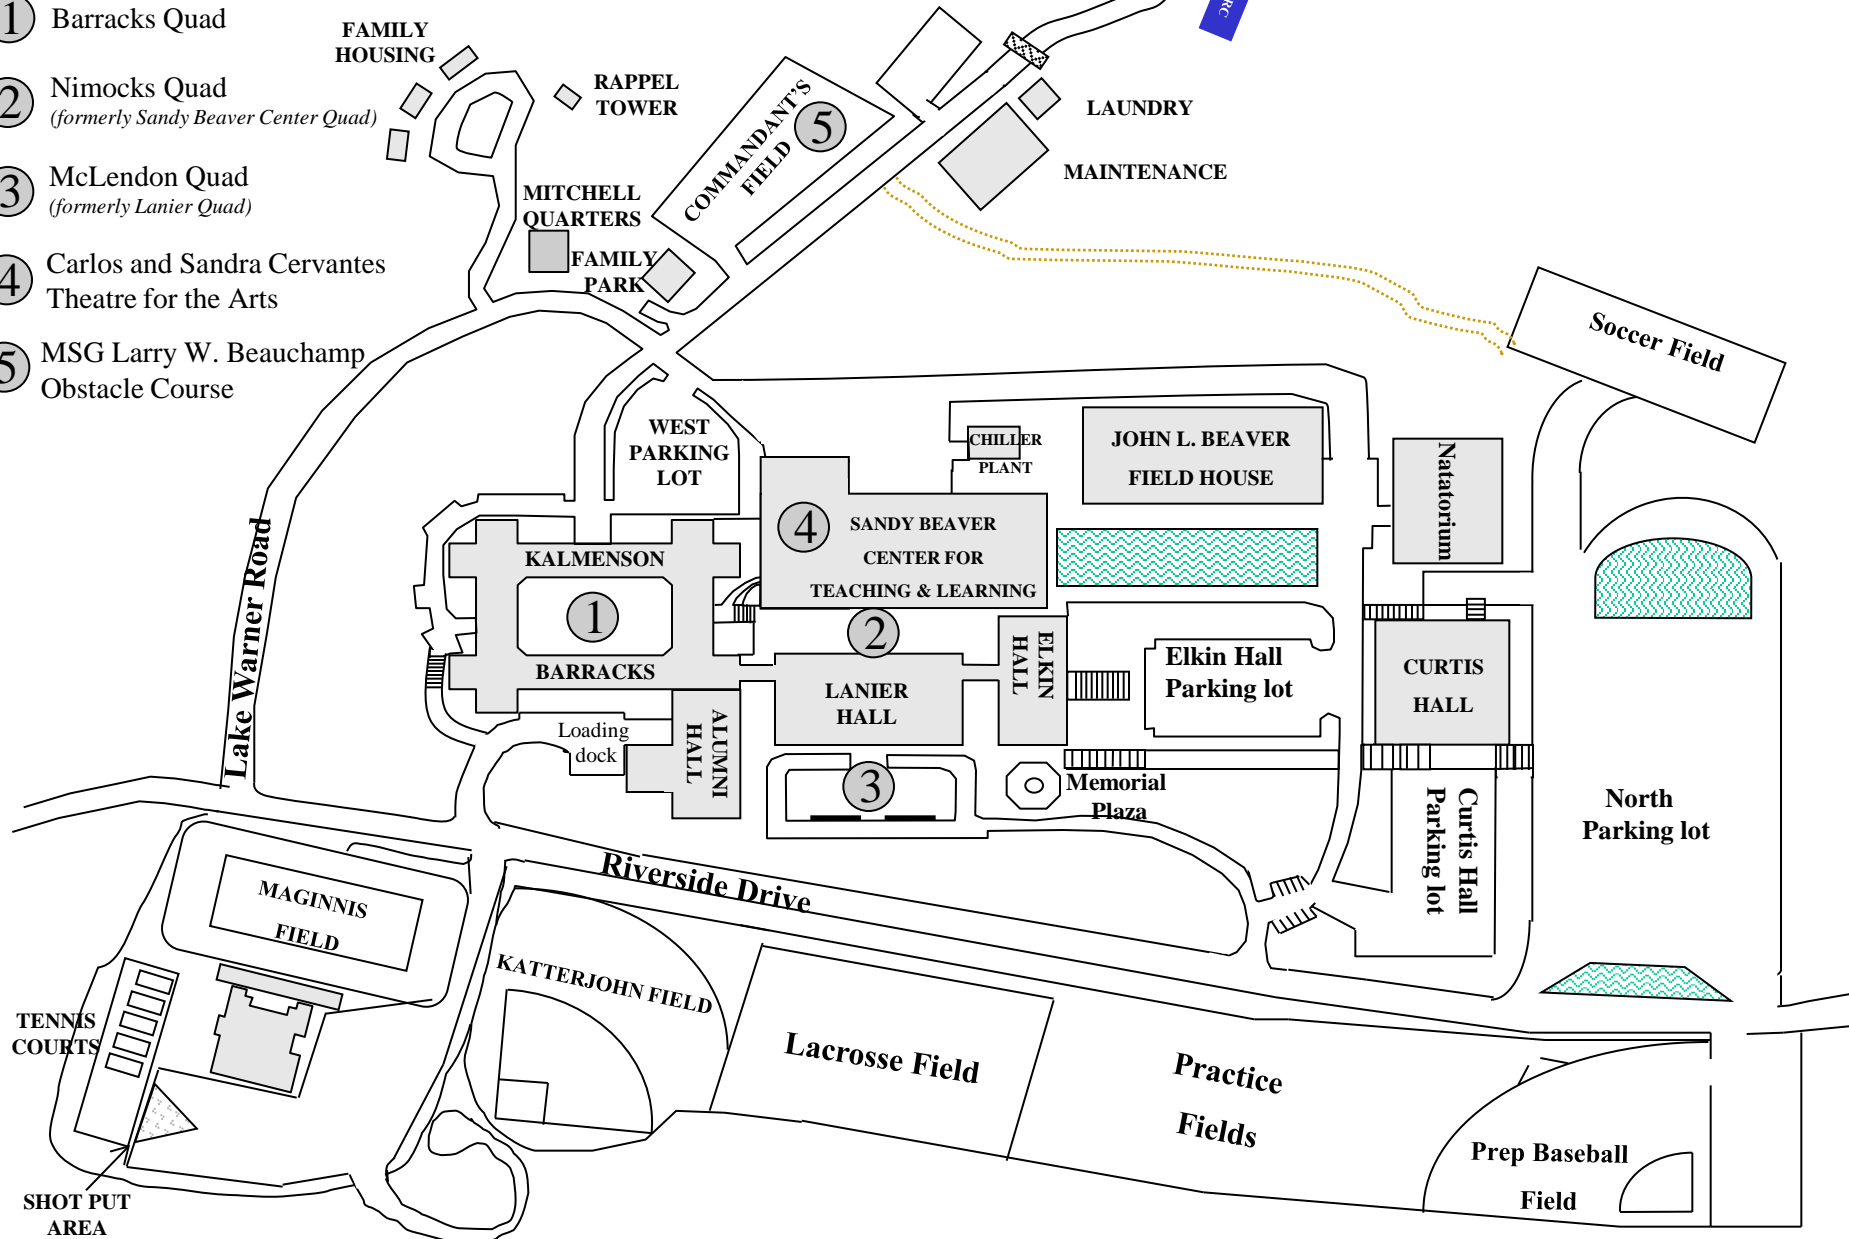 1 Barracks Quad
2 Nimocks Quad
(formerly Sandy Beaver Center Quad)
3 McLendon Quad
(formerly Lanier Quad)
4 Carlos and Sandra Cervantes
Theatre for the Arts
5 MSG Larry W. Beauchamp
Obstacle Course
FAMILY
HOUSING
RAPPEL
TOWER
COMMANDANT'S
FIELD
5
RC
LAUNDRY
MAINTENANCE
MITCHELL
QUARTERS
FAMILY
PARK
Soccer Field
WEST
PARKING
LOT
CHILLER
PLANT
JOHN L. BEAVER
FIELD HOUSE
Natatorium
4
SANDY BEAVER
CENTER FOR
TEACHING & LEARNING
KALMENSON
1
BARRACKS
2
LANIER
HALL
ELKIN
HALL
Elkin Hall
Parking lot
CURTIS
HALL
Lake Warner Road
Loading
dock
ALUMNI
HALL
3
Memorial
Plaza
Curtis Hall
Parking lot
North
Parking lot
Riverside Drive
MAGINNIS
FIELD
KATTERJOHN FIELD
TENNIS
COURTS
Lacrosse Field
Practice
Fields
Prep Baseball
Field
SHOT PUT
AREA